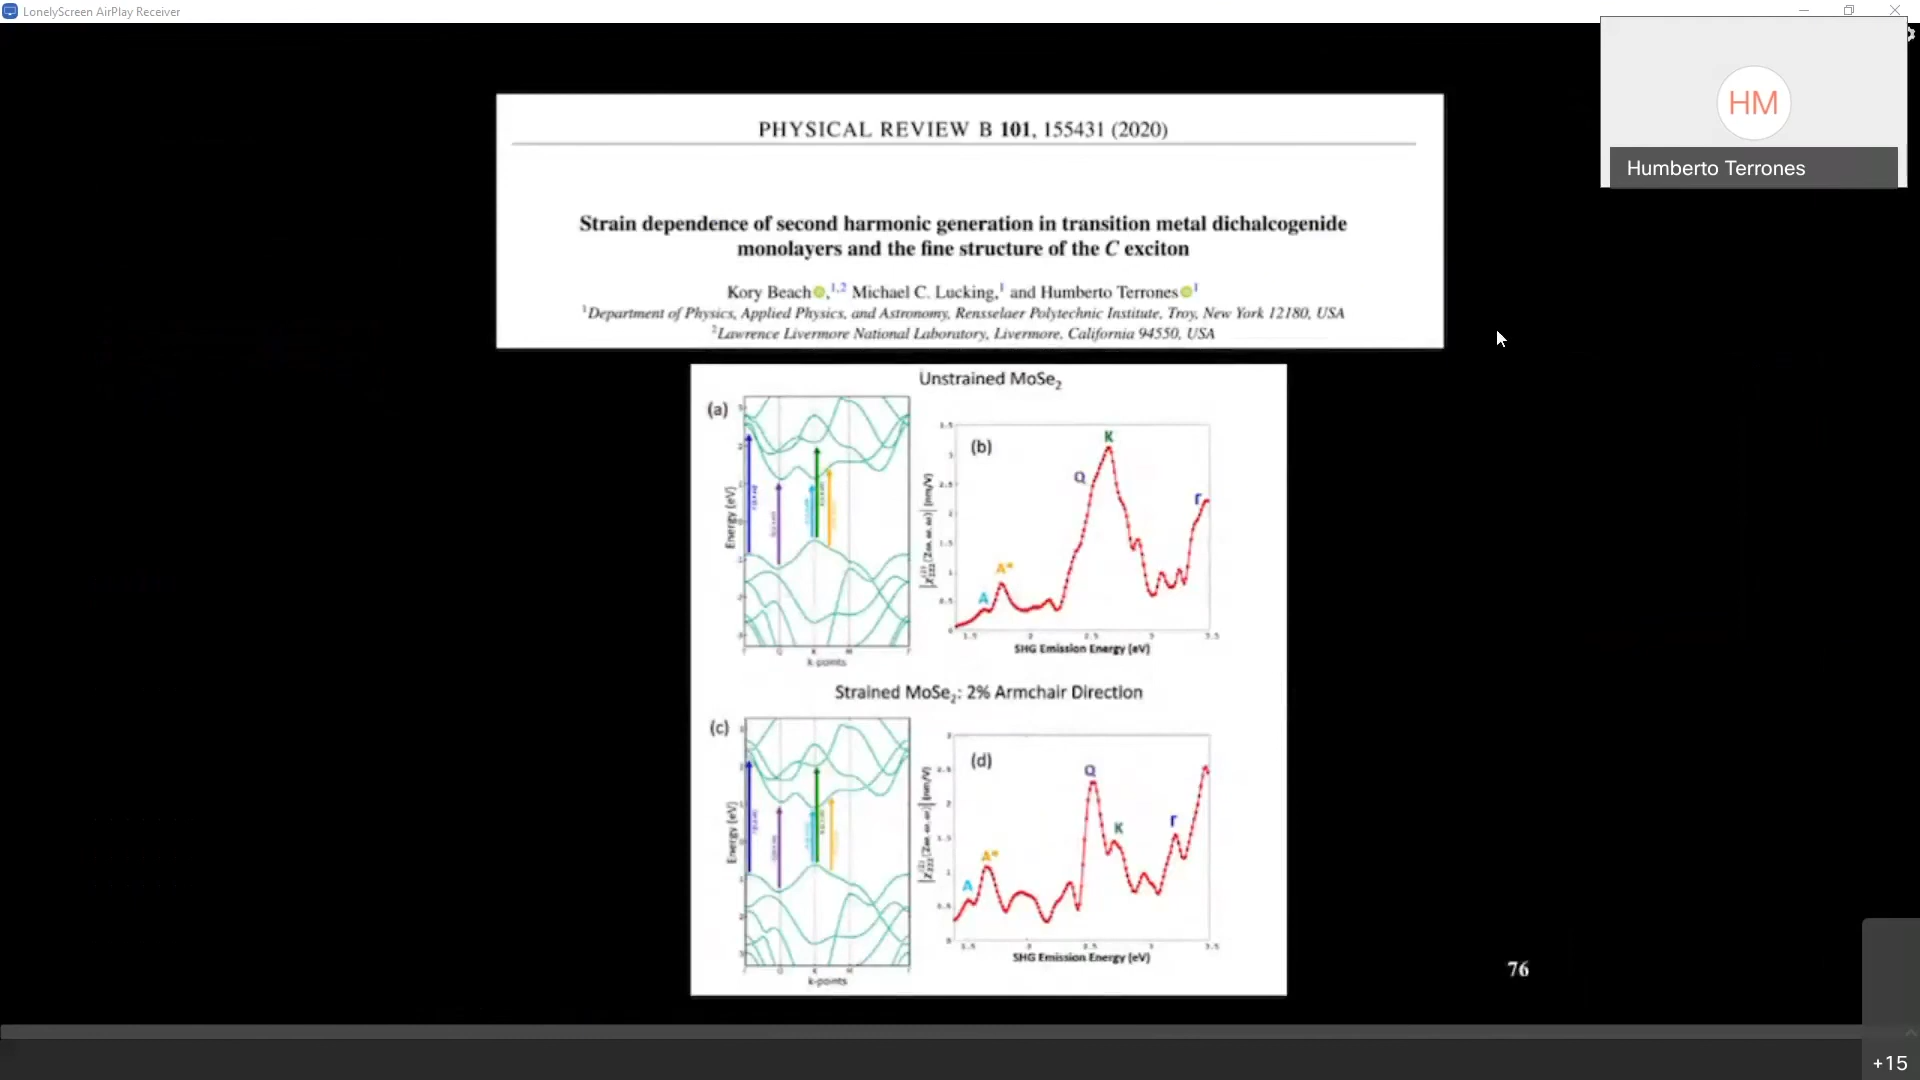 LonelyScreen AirPlay Receiver
HM
Humberto Terrones
PHYSICAL REVIEW B 101, 155431 (2020)
Strain dependence of second harmonic generation in transition metal dichalcogenide
monolayers and the fine structure of the C exciton
Kory Beach,1,2 Michael C. Lucking,1 and Humberto Terrones1
1Department of Physics, Applied Physics, and Astronomy, Rensselaer Polytechnic Institute, Troy, New York 12180, USA
2Lawrence Livermore National Laboratory, Livermore, California 94550, USA
Unstrained MoSe2
(a)
Energy (eV)
k-points
(b)
A
A*
Q
K
Γ
SHG Emission Energy (eV)
Strained MoSe2: 2% Armchair Direction
(c)
Energy (eV)
k-points
(d)
A
A*
Q
K
Γ
SHG Emission Energy (eV)
76
+15